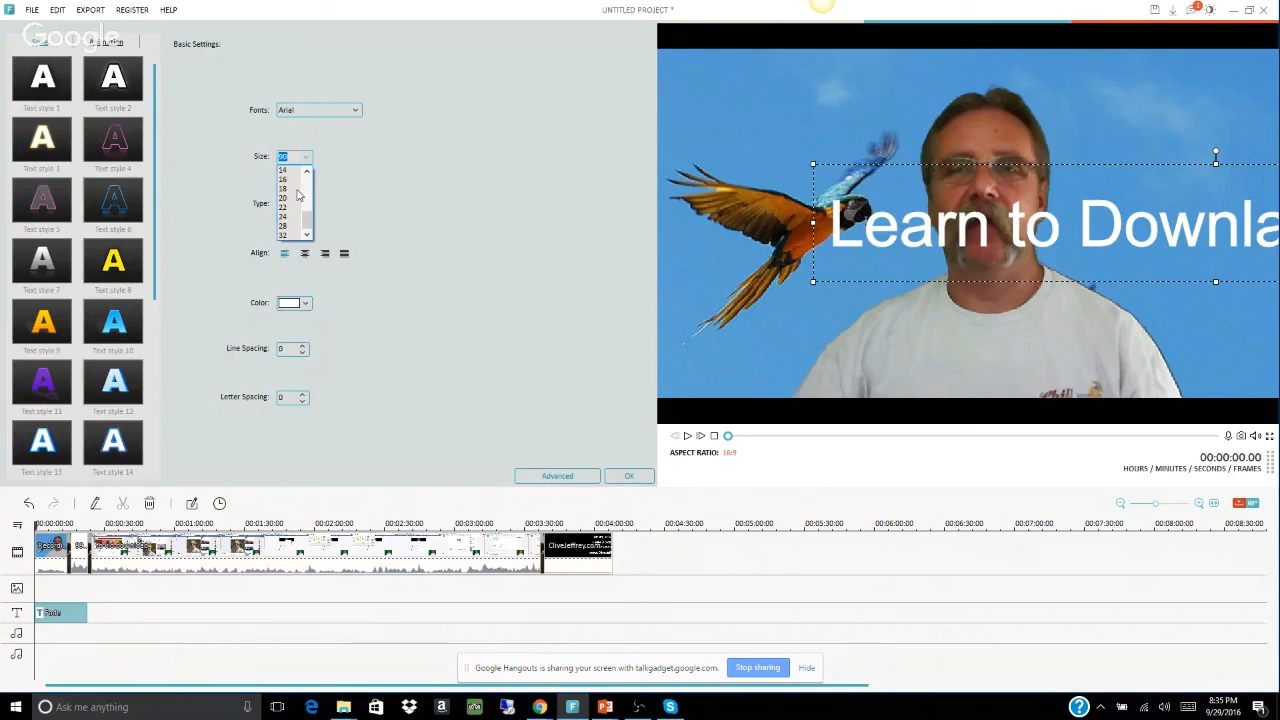 FILE EDIT EXPORT REGISTER HELP
UNTITLED PROJECT *
1
Google
Animation
Basic Settings:
Text style 1
Text style 2
Text style 3
Text style 4
Text style 5
Text style 6
Text style 7
Text style 8
Text style 9
Text style 10
Text style 11
Text style 12
Text style 13
Text style 14
Fonts: Arial
Size:
14
16
18
20
22
24
28
32
Type:
Align:
Color:
Line Spacing: 0
Letter Spacing: 0
Advanced
OK
Learn to Downla
ASPECT RATIO: 16:9
00:00:00.00
HOURS / MINUTES / SECONDS / FRAMES
00:00:00:00 00:00:30:00 00:01:00:00 00:01:30:00 00:02:00:00 00:02:30:00 00:03:00:00 00:03:30:00 00:04:00:00 00:04:30:00 00:05:00:00 00:05:30:00 00:06:00:00 00:06:30:00 00:07:00:00 00:07:30:00 00:08:00:00 00:08:30:00
CliveJeffrey.com
T Fade
Google Hangouts is sharing your screen with talkgadget.google.com.
Stop sharing
Hide
Ask me anything
8:35 PM
9/29/2016